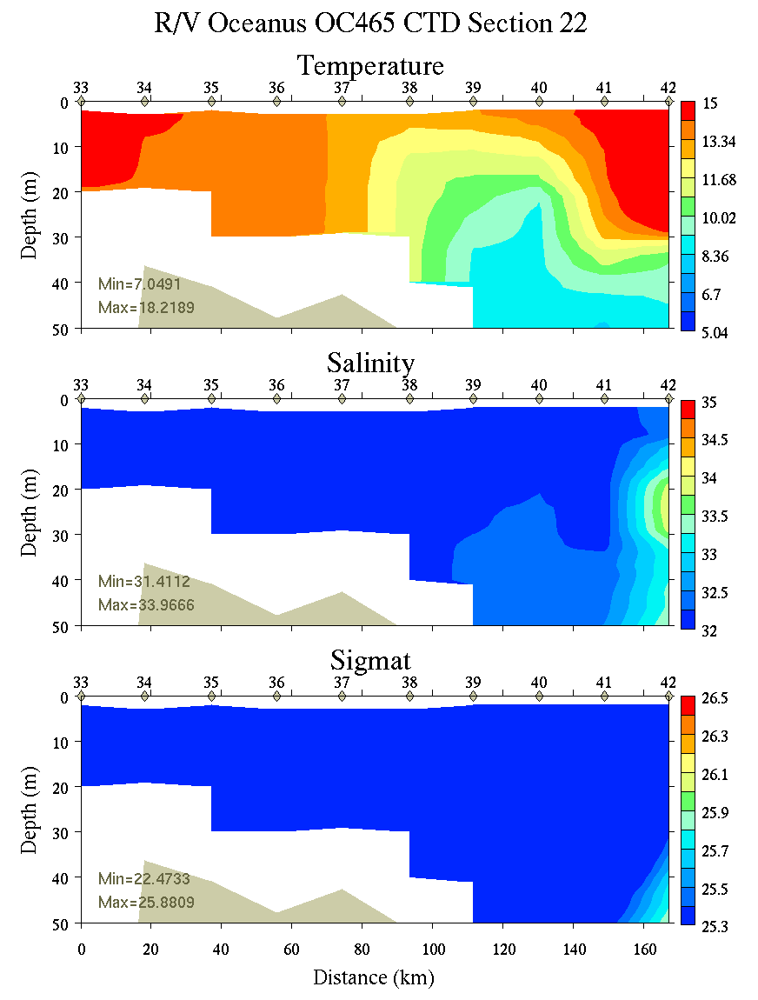 R/V Oceanus OC465 CTD Section 22
Temperature
33 34 35 36 37 38 39 40 41 42
0
10
20
30
40
50
Depth (m)
Min=7.0491
Max=18.2189
15
13.34
11.68
10.02
8.36
6.7
5.04
Salinity
33 34 35 36 37 38 39 40 41 42
0
10
20
30
40
50
Depth (m)
Min=31.4112
Max=33.9666
35
34.5
34
33.5
33
32.5
32
Sigmat
33 34 35 36 37 38 39 40 41 42
0
10
20
30
40
50
Depth (m)
Min=22.4733
Max=25.8809
26.5
26.3
26.1
25.9
25.7
25.5
25.3
0 20 40 60 80 100 120 140 160
Distance (km)